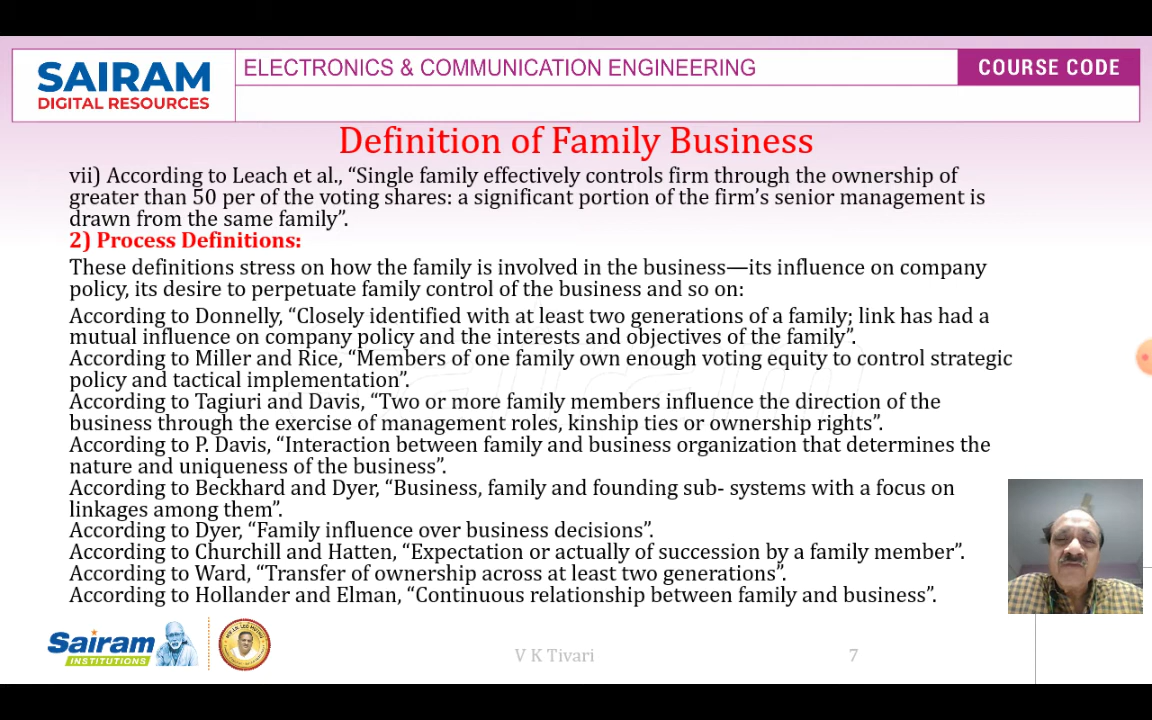 SAIRAM
DIGITAL RESOURCES
ELECTRONICS & COMMUNICATION ENGINEERING
COURSE CODE
Definition of Family Business
vii) According to Leach et al., “Single family effectively controls firm through the ownership of
greater than 50 per of the voting shares: a significant portion of the firm’s senior management is
drawn from the same family”.
2) Process Definitions:
These definitions stress on how the family is involved in the business—its influence on company
policy, its desire to perpetuate family control of the business and so on:
According to Donnelly, “Closely identified with at least two generations of a family; link has had a
mutual influence on company policy and the interests and objectives of the family”.
According to Miller and Rice, “Members of one family own enough voting equity to control strategic
policy and tactical implementation”.
According to Tagiuri and Davis, “Two or more family members influence the direction of the
business through the exercise of management roles, kinship ties or ownership rights”.
According to P. Davis, “Interaction between family and business organization that determines the
nature and uniqueness of the business”.
According to Beckhard and Dyer, “Business, family and founding sub- systems with a focus on
linkages among them”.
According to Dyer, “Family influence over business decisions”.
According to Churchill and Hatten, “Expectation or actually of succession by a family member”.
According to Ward, “Transfer of ownership across at least two generations”.
According to Hollander and Elman, “Continuous relationship between family and business”.
Sairam
INSTITUTIONS
V K Tivari
7